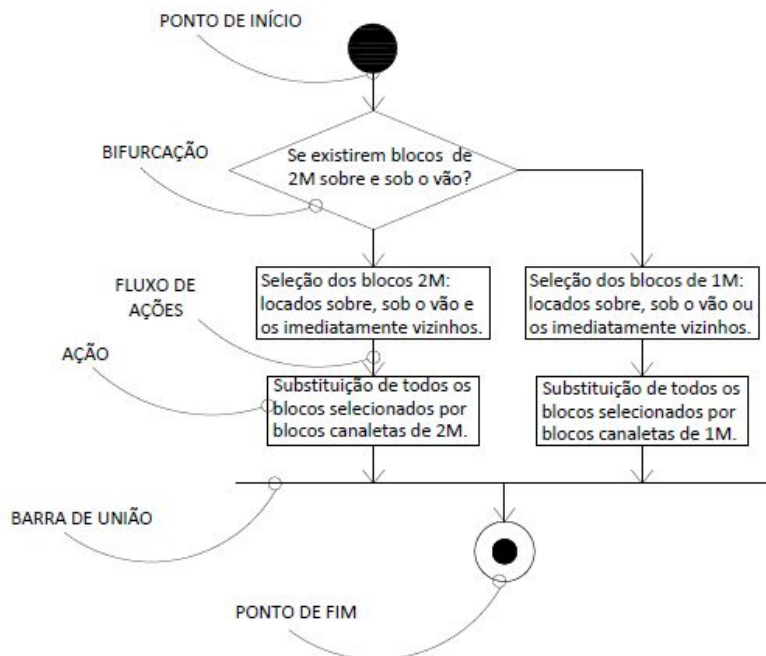 PONTO DE INÍCIO
BIFURCAÇÃO
Se existirem blocos de
2M sobre e sob o vão?
FLUXO DE
AÇÕES
Seleção dos blocos 2M:
locados sobre, sob o vão e
os imediatamente vizinhos.
Seleção dos blocos de 1M:
locados sobre, sob o vão ou
os imediatamente vizinhos.
AÇÃO
Substituição de todos os
blocos selecionados por
blocos canaletas de 2M.
Substituição de todos os
blocos selecionados por
blocos canaletas de 1M.
BARRA DE UNIÃO
PONTO DE FIM